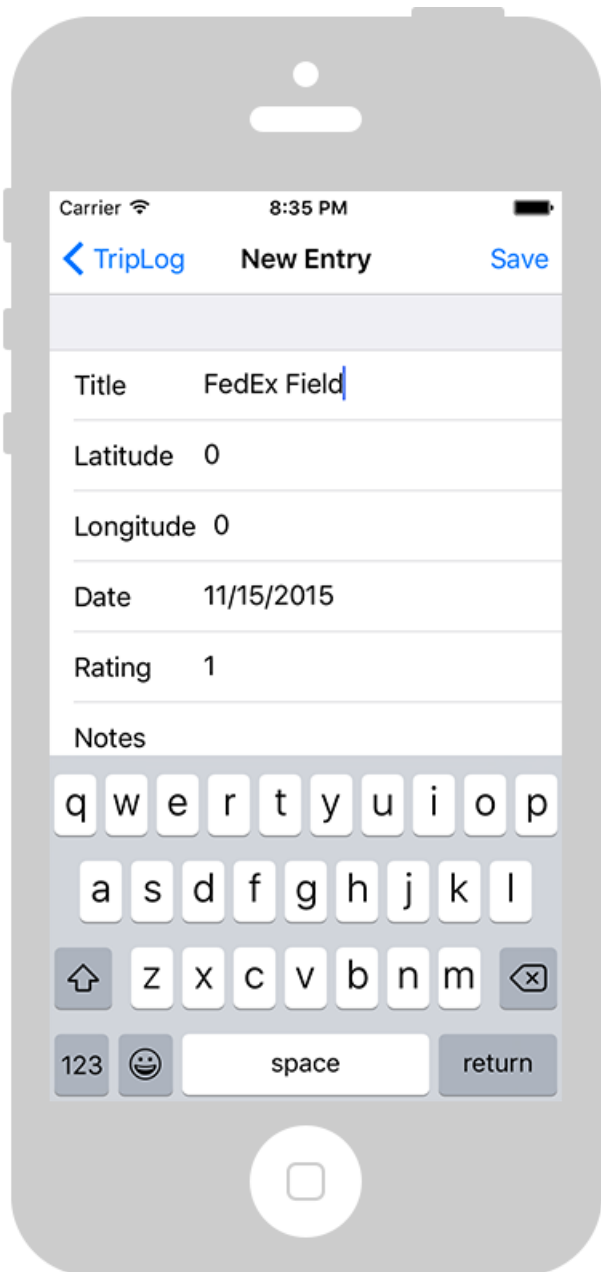 Carrier 8:35 PM
TripLog New Entry Save
Title FedEx Field
Latitude 0
Longitude 0
Date 11/15/2015
Rating 1
Notes
q w e r t y u i o p
a s d f g h j k l
z x c v b n m
123 space return